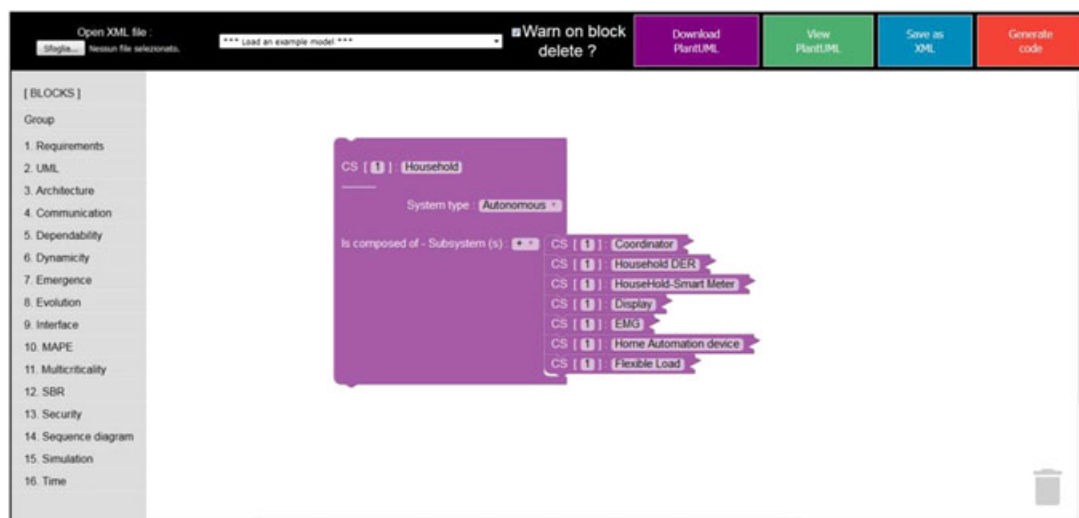 Open XML file :
Sfoglia... Nessun file selezionato.
*** Load an example model ***
Warn on block
delete ?
Download
PlantUML
View
PlantUML
Save as
XML
Generate
code
[ BLOCKS ]
Group
1. Requirements
2. UML
3. Architecture
4. Communication
5. Dependability
6. Dynamicity
7. Emergence
8. Evolution
9. Interface
10. MAPE
11. Multicriticality
12. SBR
13. Security
14. Sequence diagram
15. Simulation
16. Time
CS [ 1 ] : Household
System type : Autonomous
Is composed of - Subsystem (s) : +
CS [ 1 ] : Coordinator
CS [ 1 ] : Household DER
CS [ 1 ] : HouseHold-Smart Meter
CS [ 1 ] : Display
CS [ 1 ] : EMG
CS [ 1 ] : Home Automation device
CS [ 1 ] : Flexible Load